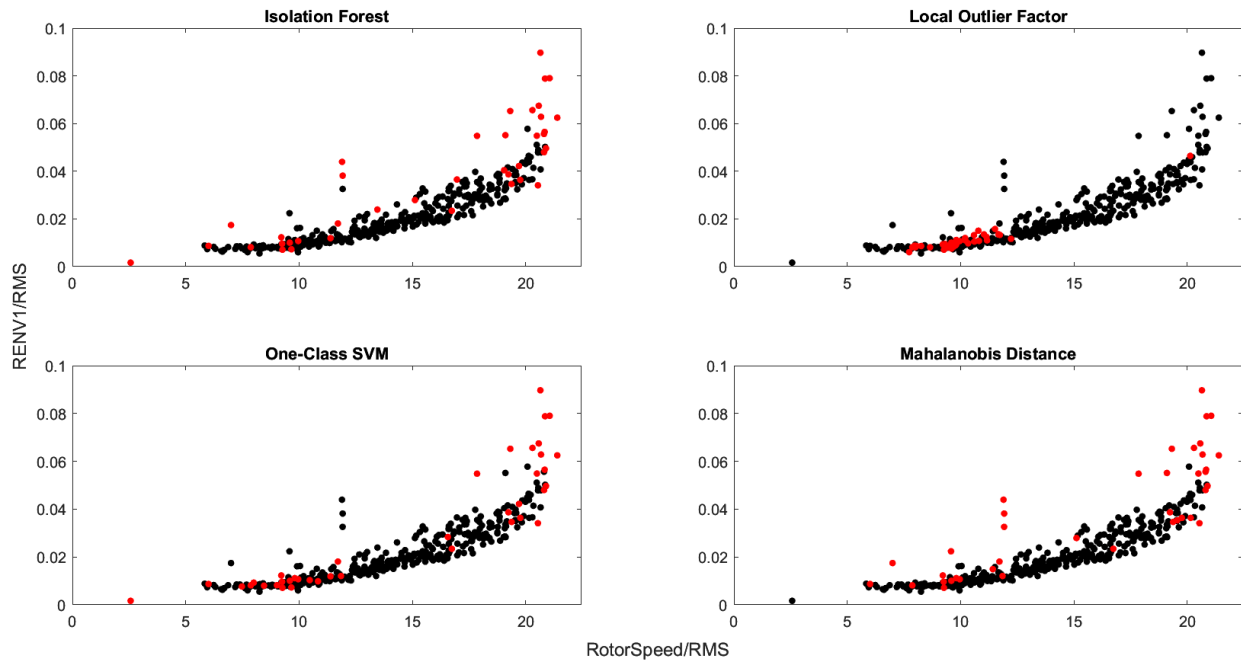 Isolation Forest
0.1
0.08
0.06
0.04
0.02
0
0 5 10 15 20
Local Outlier Factor
0.1
0.08
0.06
0.04
0.02
0
0 5 10 15 20
RENV1/RMS
One-Class SVM
0.1
0.08
0.06
0.04
0.02
0
0 5 10 15 20
Mahalanobis Distance
0.1
0.08
0.06
0.04
0.02
0
0 5 10 15 20
RotorSpeed/RMS